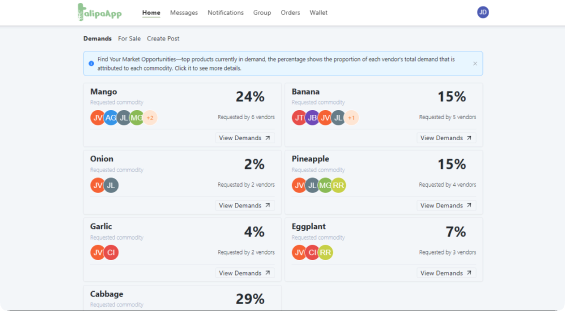 TalipaApp
Home Messages Notifications Group Orders Wallet JD
Demands For Sale Create Post
Find Your Market Opportunities—top products currently in demand, the percentage shows the proportion of each vendor's total demand that is
attributed to each commodity. Click it to see more details.
Mango
Requested commodity
24%
JV AG JL MG +2
Requested by 6 vendors
View Demands
Banana
Requested commodity
15%
JT JB JV JL +1
Requested by 5 vendors
View Demands
Onion
Requested commodity
2%
JV JL
Requested by 2 vendors
View Demands
Pineapple
Requested commodity
15%
JV JL MG RR
Requested by 4 vendors
View Demands
Garlic
Requested commodity
4%
JV CI
Requested by 2 vendors
View Demands
Eggplant
Requested commodity
7%
JV CI RR
Requested by 3 vendors
View Demands
Cabbage
Requested commodity
29%